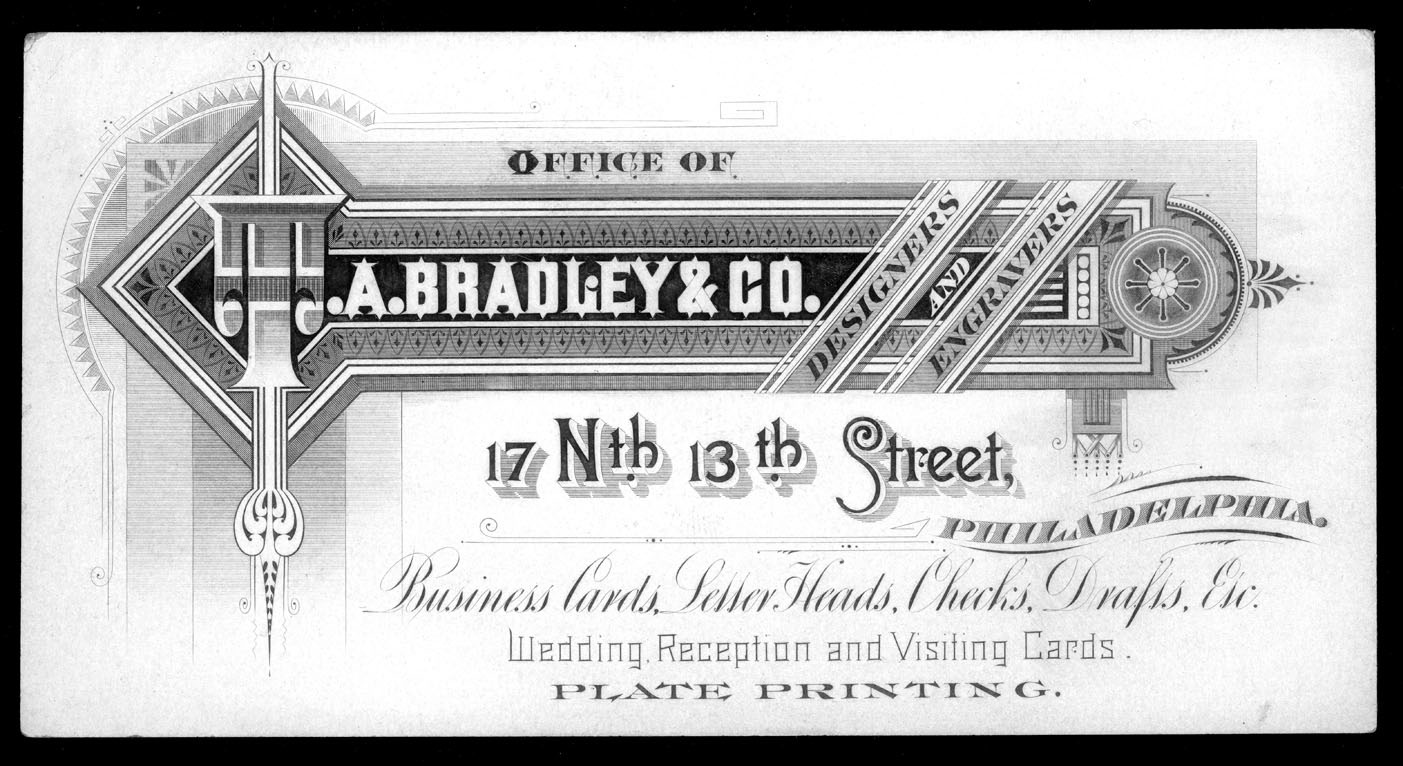 OFFICE OF
H.A. BRADLEY & CO.
DESIGNERS
AND
ENGRAVERS
17 Nth 13th Street,
PHILADELPHIA.
Business Cards, Letter Heads, Checks, Drafts, Etc.
Wedding, Reception and Visiting Cards.
PLATE PRINTING.